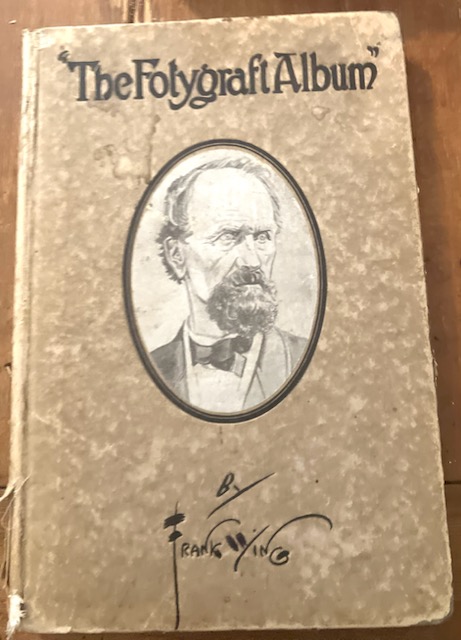 "The Fotygraft Album"
By
Frank Wing